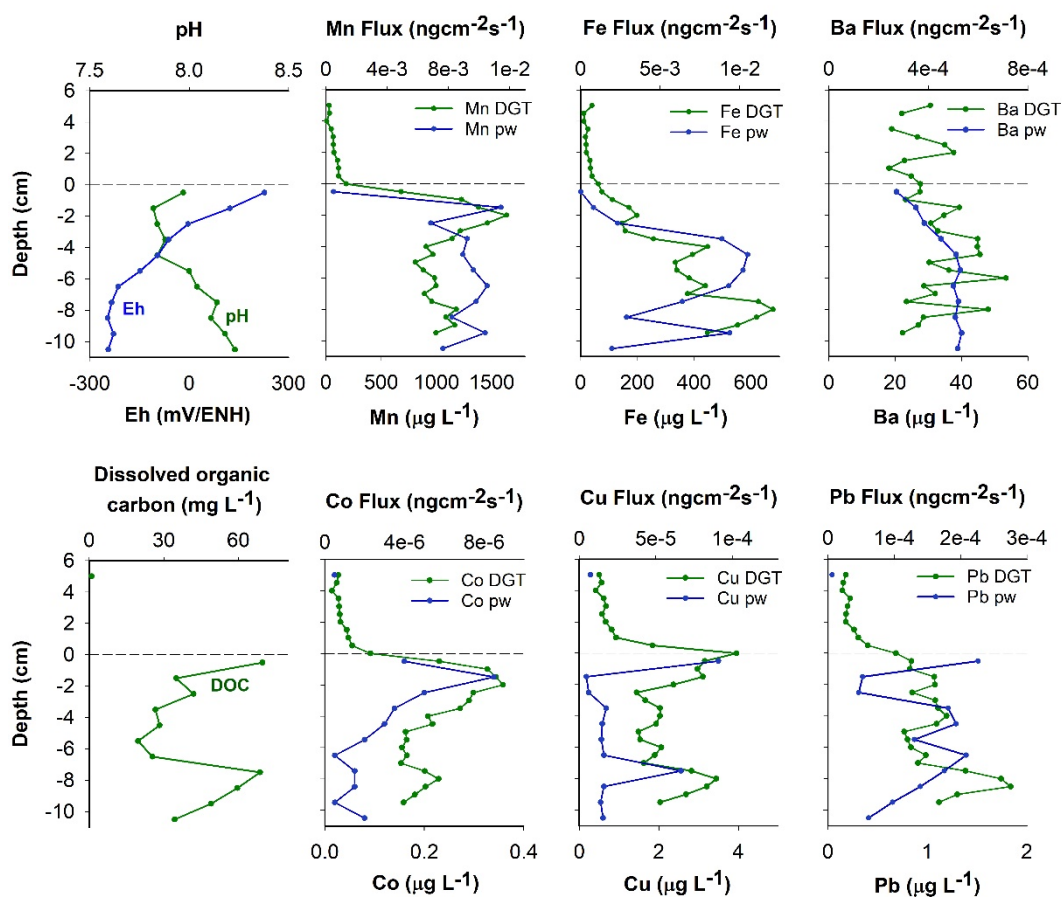 pH
7.5 8.0 8.5
Mn Flux (ngcm-2s-1)
0 4e-3 8e-3 1e-2
Fe Flux (ngcm-2s-1)
0 5e-3 1e-2
Ba Flux (ngcm-2s-1)
0 4e-4 8e-4
Depth (cm)
6
4
2
0
-2
-4
-6
-8
-10
Eh
pH
Mn DGT
Mn pw
Fe DGT
Fe pw
Ba DGT
Ba pw
-300 0 300
Eh (mV/ENH)
0 500 1000 1500
Mn (µg L-1)
0 200 400 600
Fe (µg L-1)
0 20 40 60
Ba (µg L-1)
Dissolved organic
carbon (mg L-1)
0 30 60
Co Flux (ngcm-2s-1)
0 4e-6 8e-6
Cu Flux (ngcm-2s-1)
0 5e-5 1e-4
Pb Flux (ngcm-2s-1)
0 1e-4 2e-4 3e-4
Depth (cm)
6
4
2
0
-2
-4
-6
-8
-10
DOC
Co DGT
Co pw
Cu DGT
Cu pw
Pb DGT
Pb pw
0.0 0.2 0.4
Co (µg L-1)
0 2 4
Cu (µg L-1)
0 1 2
Pb (µg L-1)